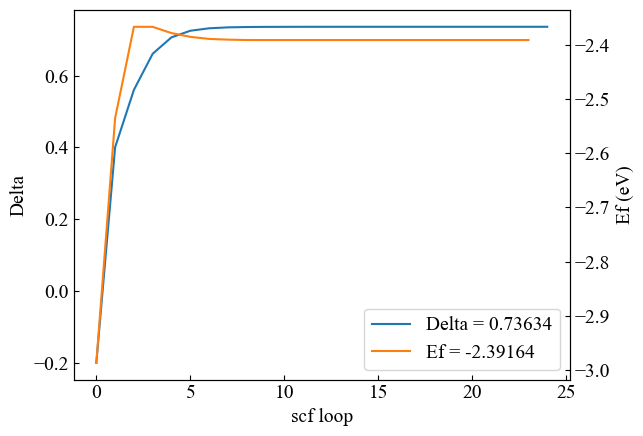 0.6
0.4
0.2
0.0
−0.2
Delta
−2.4
−2.5
−2.6
−2.7
−2.8
−2.9
−3.0
Ef (eV)
Delta = 0.73634
Ef = -2.39164
0 5 10 15 20 25
scf loop